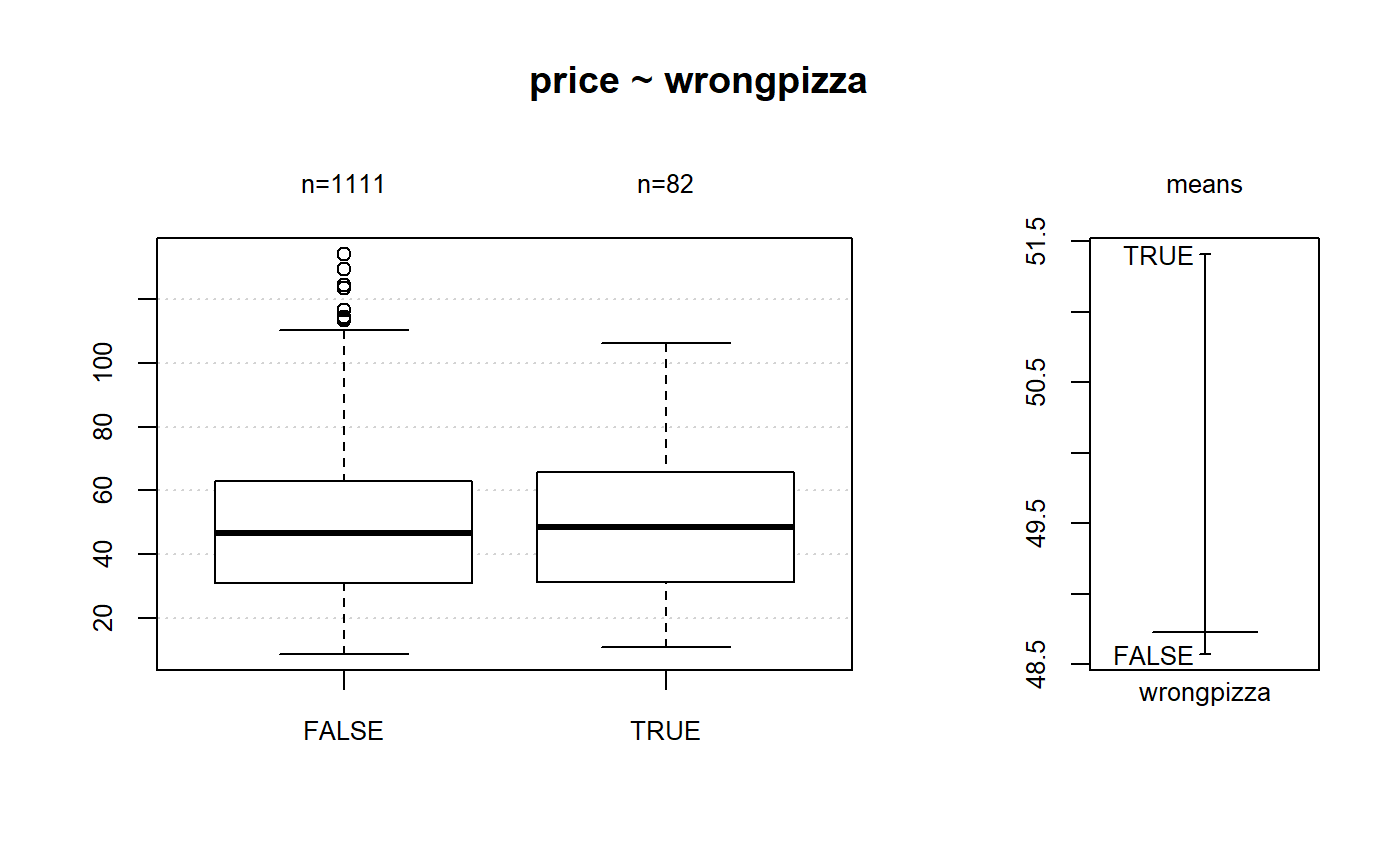 price ~ wrongpizza
n=1111
n=82
means
100
80
60
40
20
FALSE
TRUE
51.5
50.5
49.5
48.5
TRUE
FALSE
wrongpizza